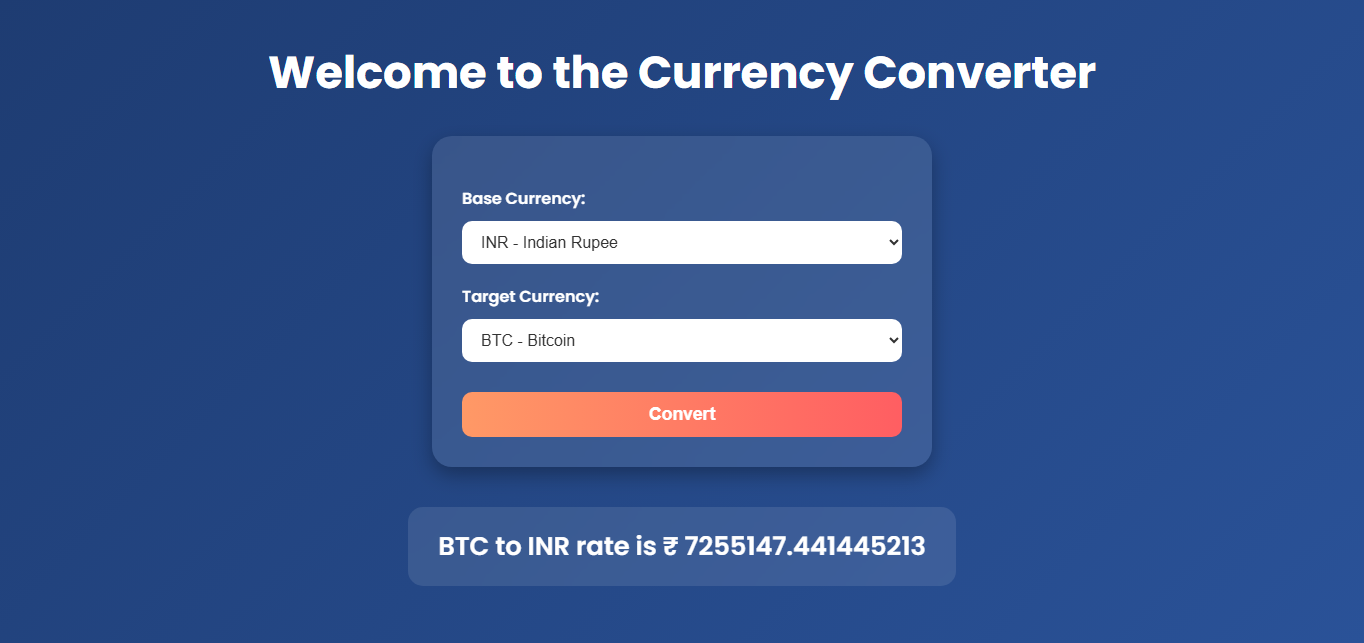 Welcome to the Currency Converter
Base Currency:
INR - Indian Rupee
Target Currency:
BTC - Bitcoin
Convert
BTC to INR rate is ₹ 7255147.441445213